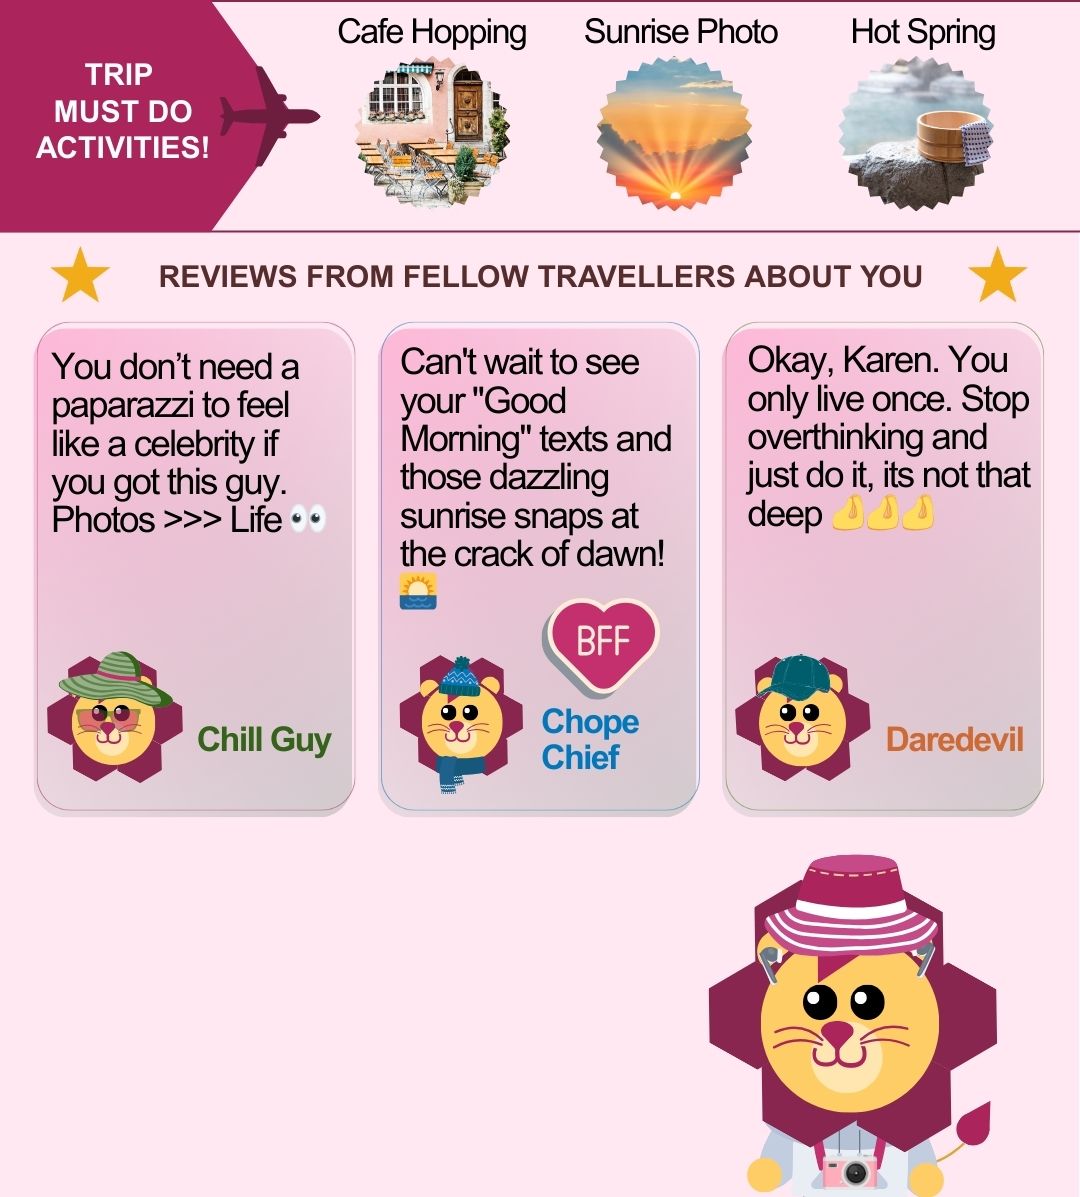 TRIP
MUST DO
ACTIVITIES!
Cafe Hopping
Sunrise Photo
Hot Spring
REVIEWS FROM FELLOW TRAVELLERS ABOUT YOU
You don’t need a
paparazzi to feel
like a celebrity if
you got this guy.
Photos >>> Life 👀
Chill Guy
Can't wait to see
your "Good
Morning" texts and
those dazzling
sunrise snaps at
the crack of dawn!
🌅
BFF
Chope
Chief
Okay, Karen. You
only live once. Stop
overthinking and
just do it, its not that
deep 🫸🫸🫸
Daredevil